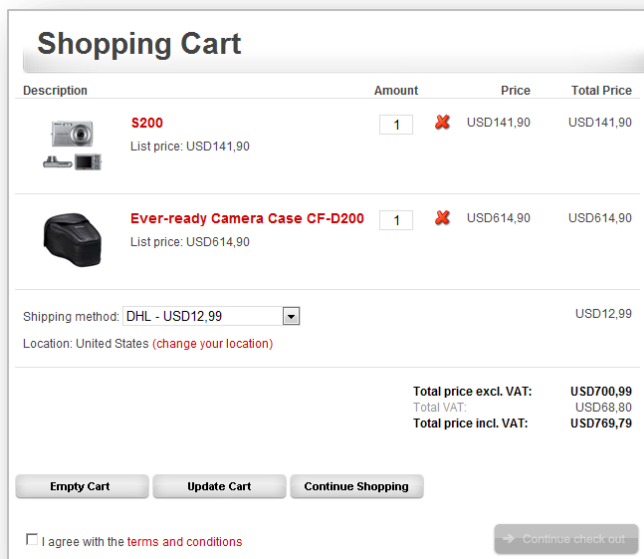 Shopping Cart
Description Amount Price Total Price
S200 1 USD141,90 USD141,90
List price: USD141,90
Ever-ready Camera Case CF-D200 1 USD614,90 USD614,90
List price: USD614,90
Shipping method: DHL - USD12,99 USD12,99
Location: United States (change your location)
Total price excl. VAT: USD700,99
Total VAT: USD68,80
Total price incl. VAT: USD769,79
Empty Cart Update Cart Continue Shopping
I agree with the terms and conditions Continue check out